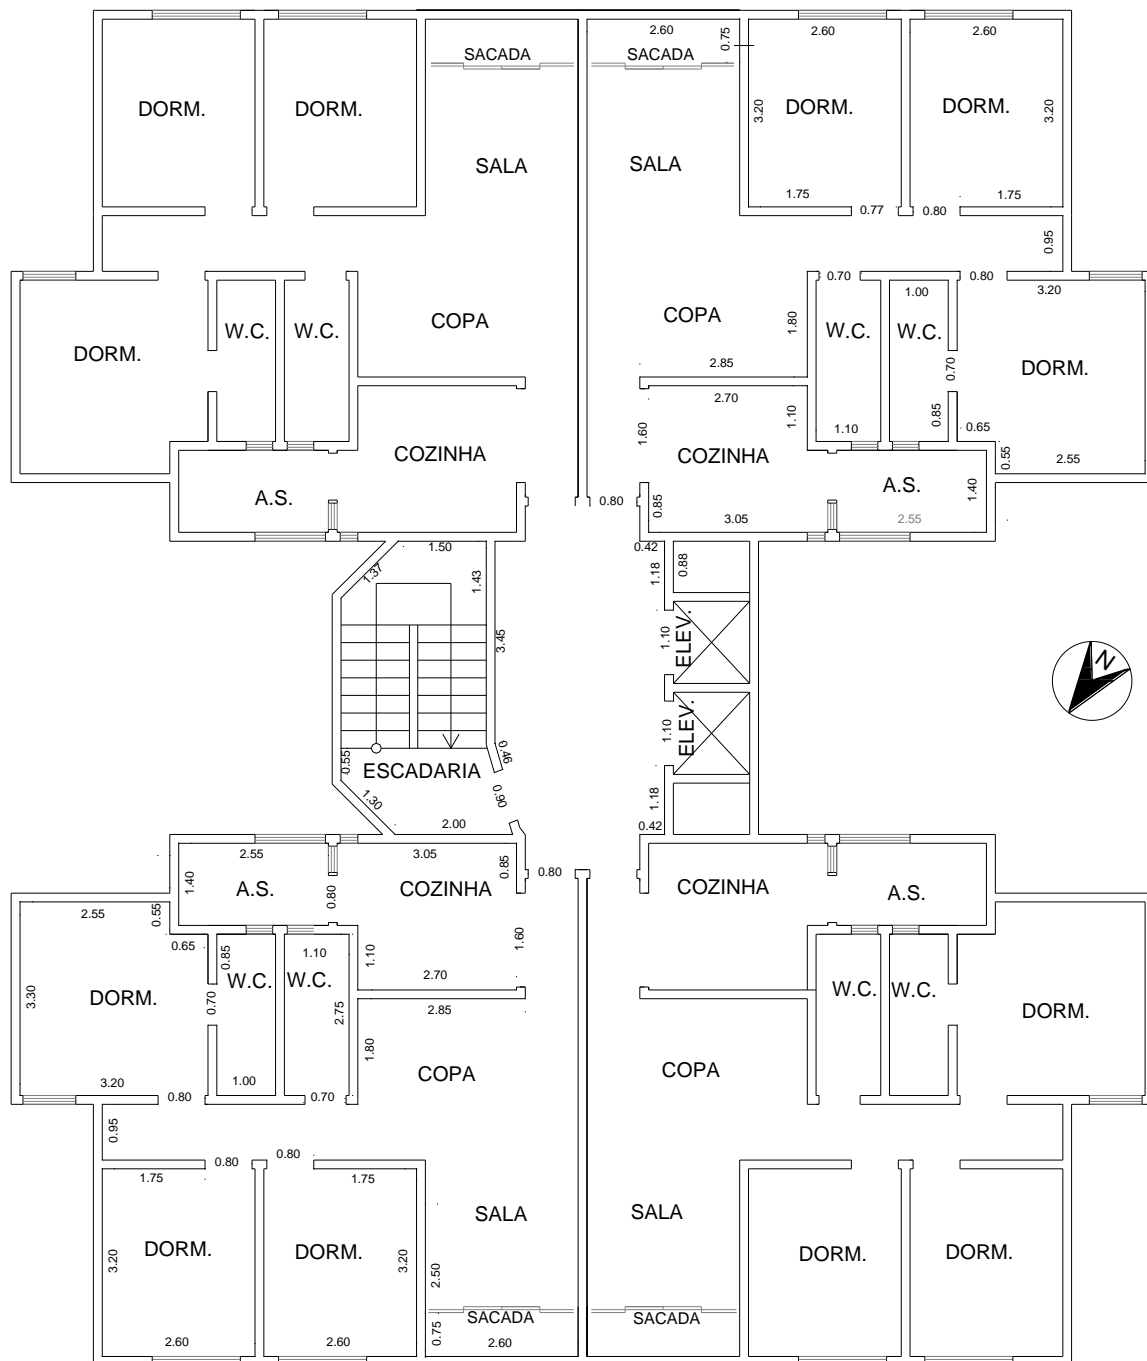 2.60
0.75
2.60
2.60
SACADA
SACADA
DORM.
DORM.
3.20
DORM.
DORM.
3.20
SALA
SALA
1.75
0.77
0.80
1.75
0.95
0.70
0.80
1.00
3.20
COPA
COPA
1.80
W.C.
W.C.
W.C.
W.C.
DORM.
2.85
0.70
DORM.
2.70
1.10
0.85
1.60
1.10
0.65
COZINHA
COZINHA
0.55
2.55
A.S.
A.S.
1.40
0.80
0.85
3.05
2.55
1.50
0.42
1.37
1.43
1.18
0.88
3.45
1.10
ELEV.
N
1.10
ELEV.
0.46
0.55
ESCADARIA
1.30
0.90
1.18
2.00
0.42
2.55
3.05
0.85
0.80
1.40
A.S.
0.80
COZINHA
COZINHA
A.S.
2.55
0.55
0.65
0.85
1.10
1.10
1.60
W.C.
W.C.
2.70
W.C.
W.C.
3.30
DORM.
0.70
2.75
2.85
DORM.
1.80
COPA
COPA
3.20
0.80
1.00
0.70
0.95
0.80
0.80
1.75
1.75
SALA
SALA
DORM.
DORM.
DORM.
DORM.
3.20
3.20
2.50
SACADA
SACADA
0.75
2.60
2.60
2.60